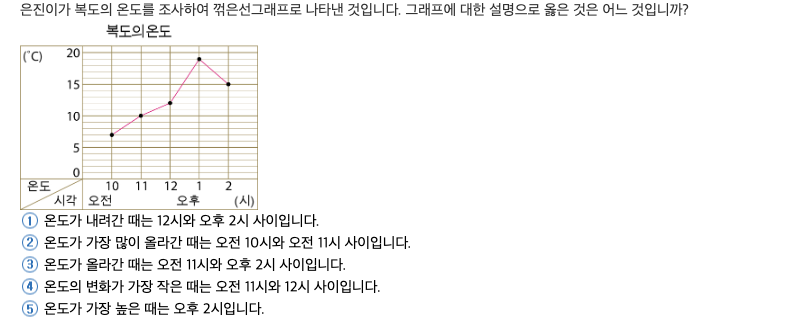 은진이가 복도의 온도를 조사하여 꺾은선그래프로 나타낸 것입니다. 그래프에 대한 설명으로 옳은 것은 어느 것입니까?
복도의 온도
(℃)
20
15
10
5
0
온도
시각
10 11 12 1 2
오전 오후 (시)
① 온도가 내려간 때는 12시와 오후 2시 사이입니다.
② 온도가 가장 많이 올라간 때는 오전 10시와 오전 11시 사이입니다.
③ 온도가 올라간 때는 오전 11시와 오후 2시 사이입니다.
④ 온도의 변화가 가장 작은 때는 오전 11시와 12시 사이입니다.
⑤ 온도가 가장 높은 때는 오후 2시입니다.